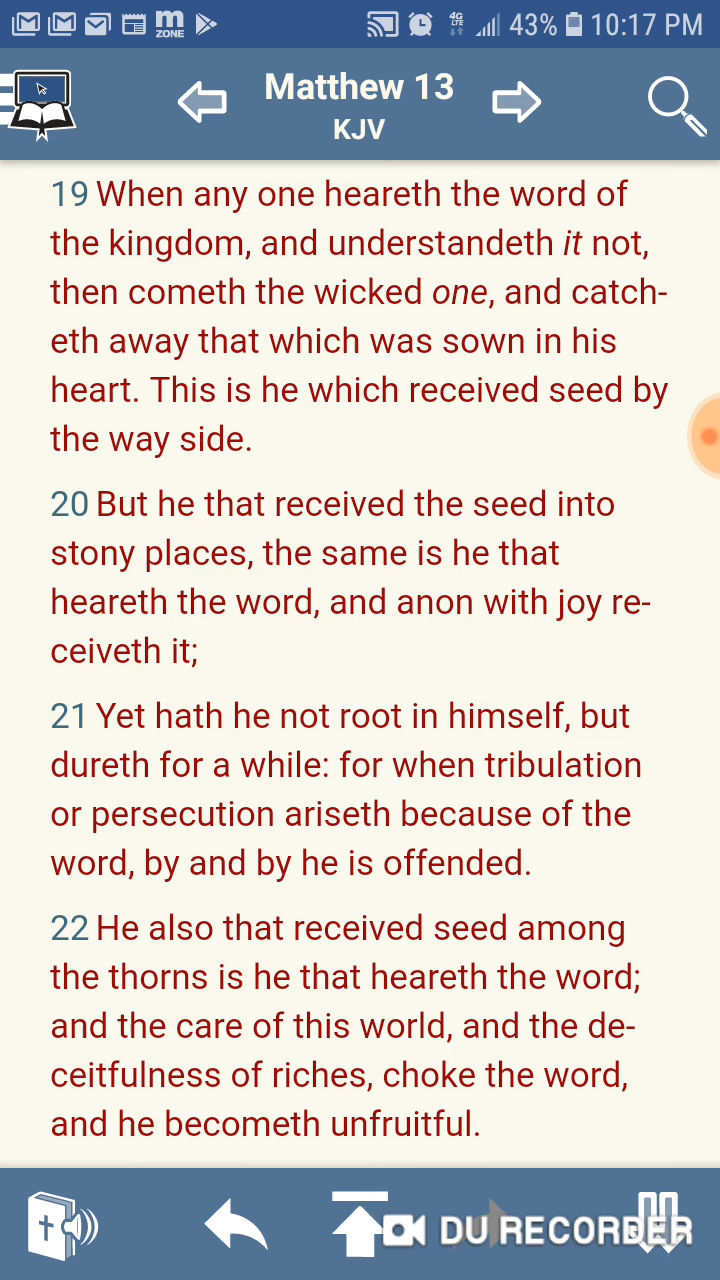 m
ZONE
4G
LTE
43%
10:17 PM
Matthew 13
KJV
19 When any one heareth the word of
the kingdom, and understandeth it not,
then cometh the wicked one, and catch-
eth away that which was sown in his
heart. This is he which received seed by
the way side.
20 But he that received the seed into
stony places, the same is he that
heareth the word, and anon with joy re-
ceiveth it;
21 Yet hath he not root in himself, but
dureth for a while: for when tribulation
or persecution ariseth because of the
word, by and by he is offended.
22 He also that received seed among
the thorns is he that heareth the word;
and the care of this world, and the de-
ceitfulness of riches, choke the word,
and he becometh unfruitful.
DU RECORDER